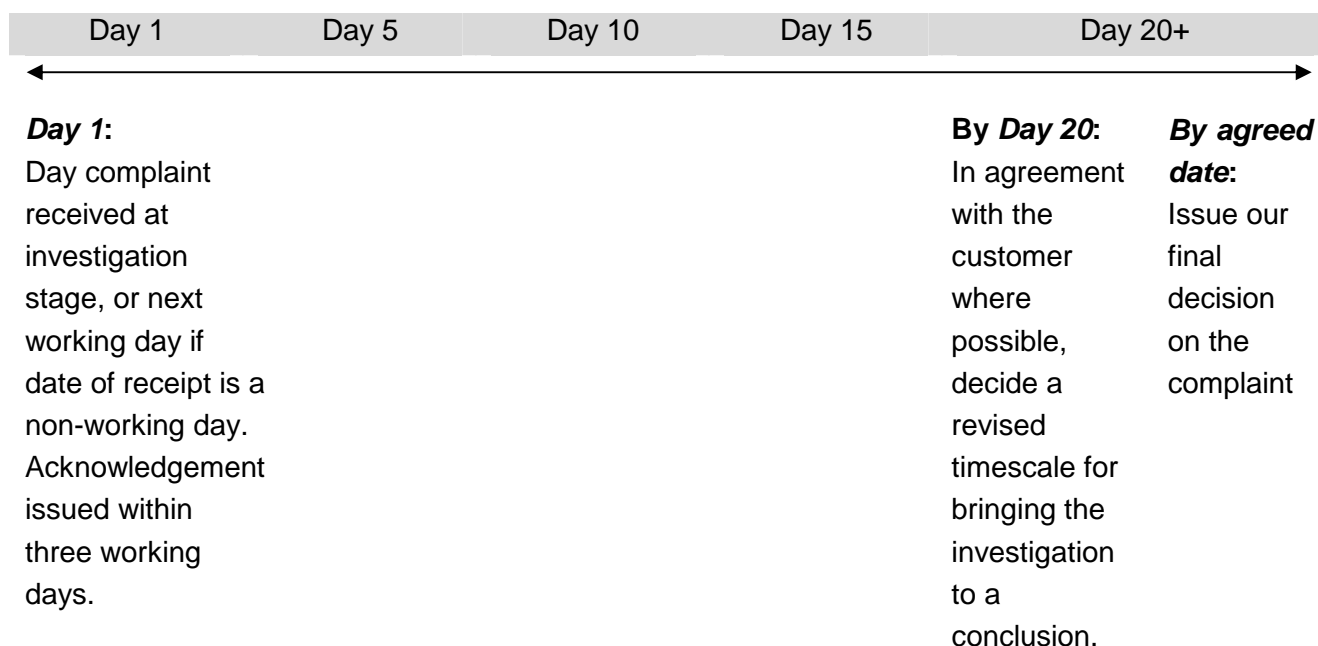 Day 1 Day 5 Day 10 Day 15 Day 20+
Day 1:
Day complaint
received at
investigation
stage, or next
working day if
date of receipt is a
non-working day.
Acknowledgement
issued within
three working
days.
By Day 20:
In agreement
with the
customer
where
possible,
decide a
revised
timescale for
bringing the
investigation
to a
conclusion.
By agreed
date:
Issue our
final
decision
on the
complaint